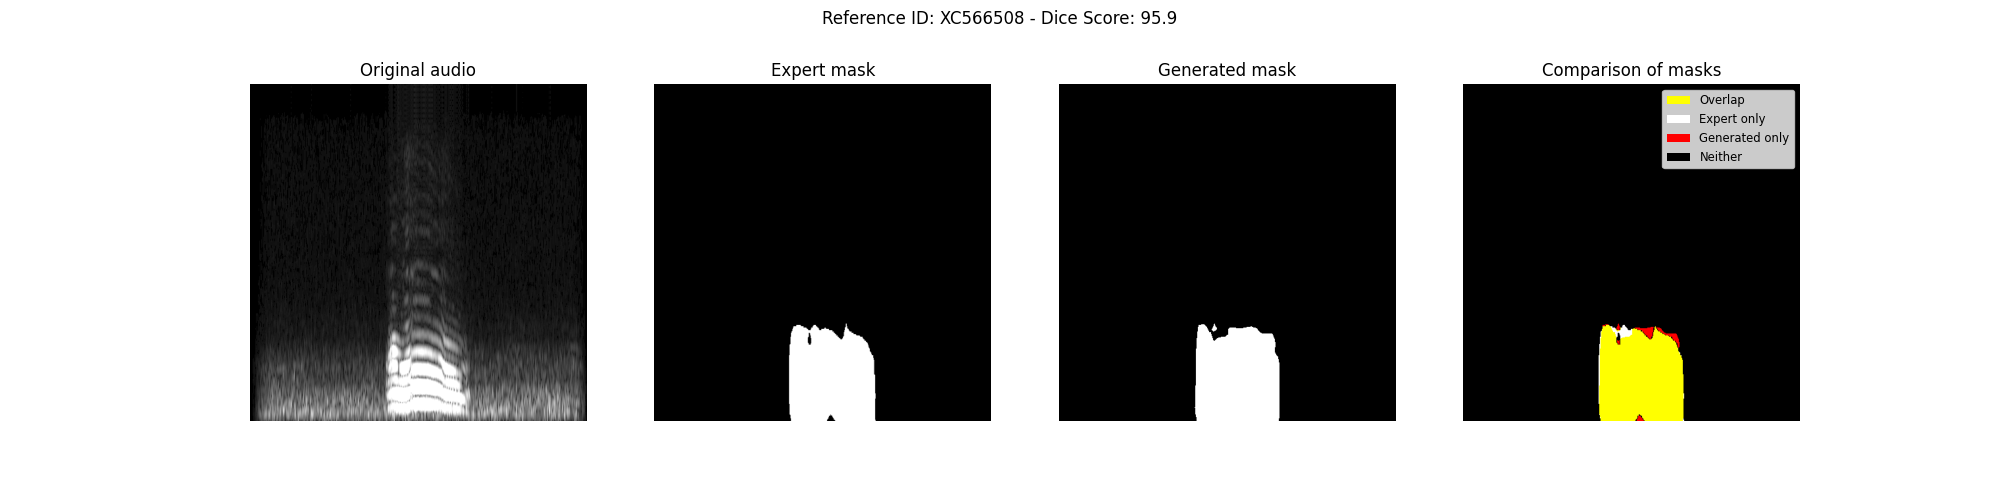 Reference ID: XC566508 - Dice Score: 95.9
Original audio
Expert mask
Generated mask
Comparison of masks
Overlap
Expert only
Generated only
Neither